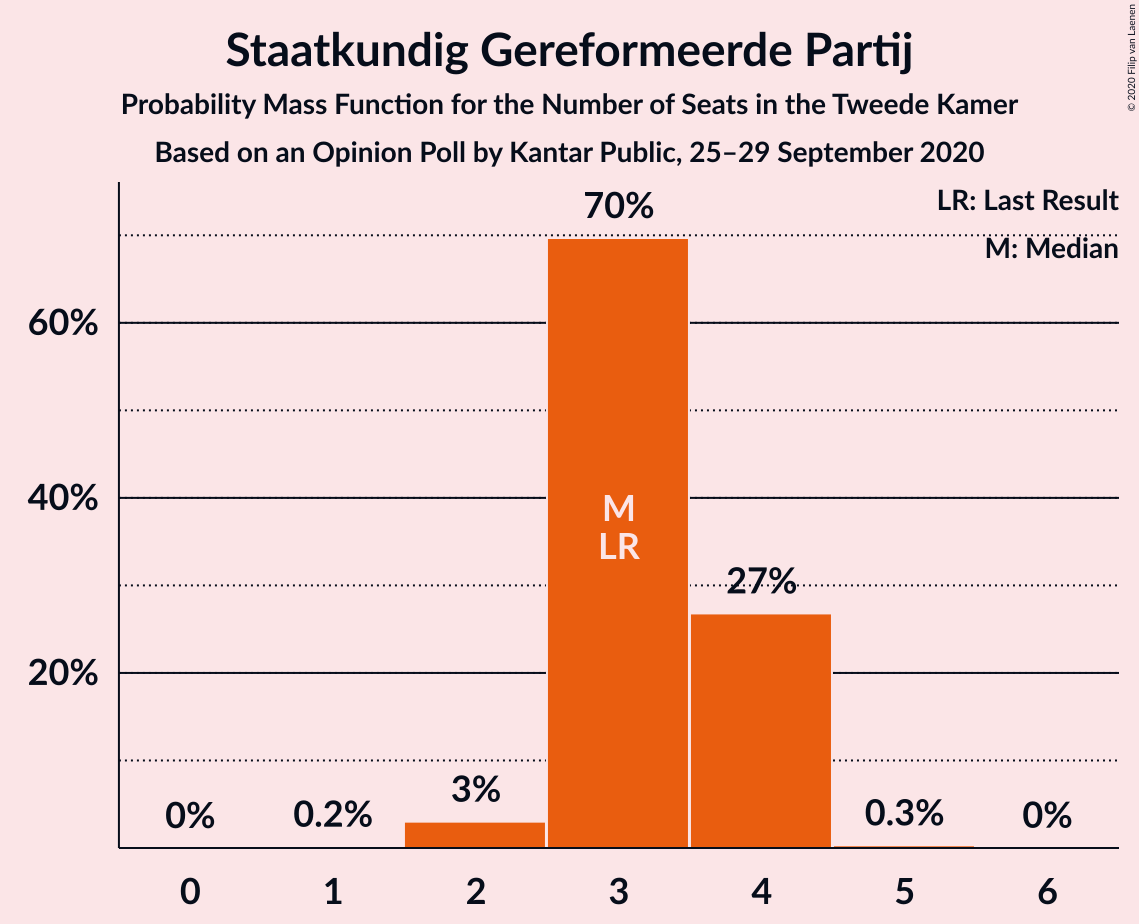 Staatkundig Gereformeerde Partij
Probability Mass Function for the Number of Seats in the Tweede Kamer
Based on an Opinion Poll by Kantar Public, 25–29 September 2020
© 2020 Filip van Laenen
LR: Last Result
M: Median
60%
40%
20%
0%
0.2%
3%
70%
M
LR
27%
0.3%
0%
0
1
2
3
4
5
6